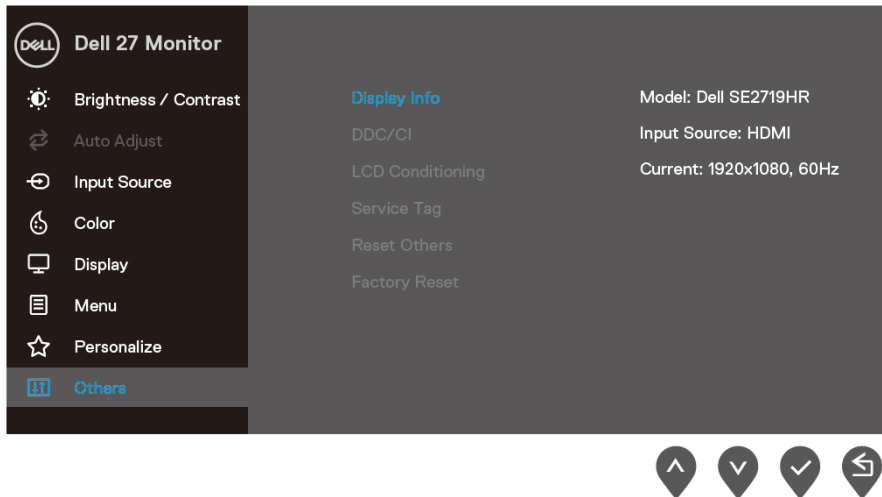 DELL Dell 27 Monitor
Brightness / Contrast
Auto Adjust
Input Source
Color
Display
Menu
Personalize
Others
Display Info
DDC/CI
LCD Conditioning
Service Tag
Reset Others
Factory Reset
Model: Dell SE2719HR
Input Source: HDMI
Current: 1920x1080, 60Hz